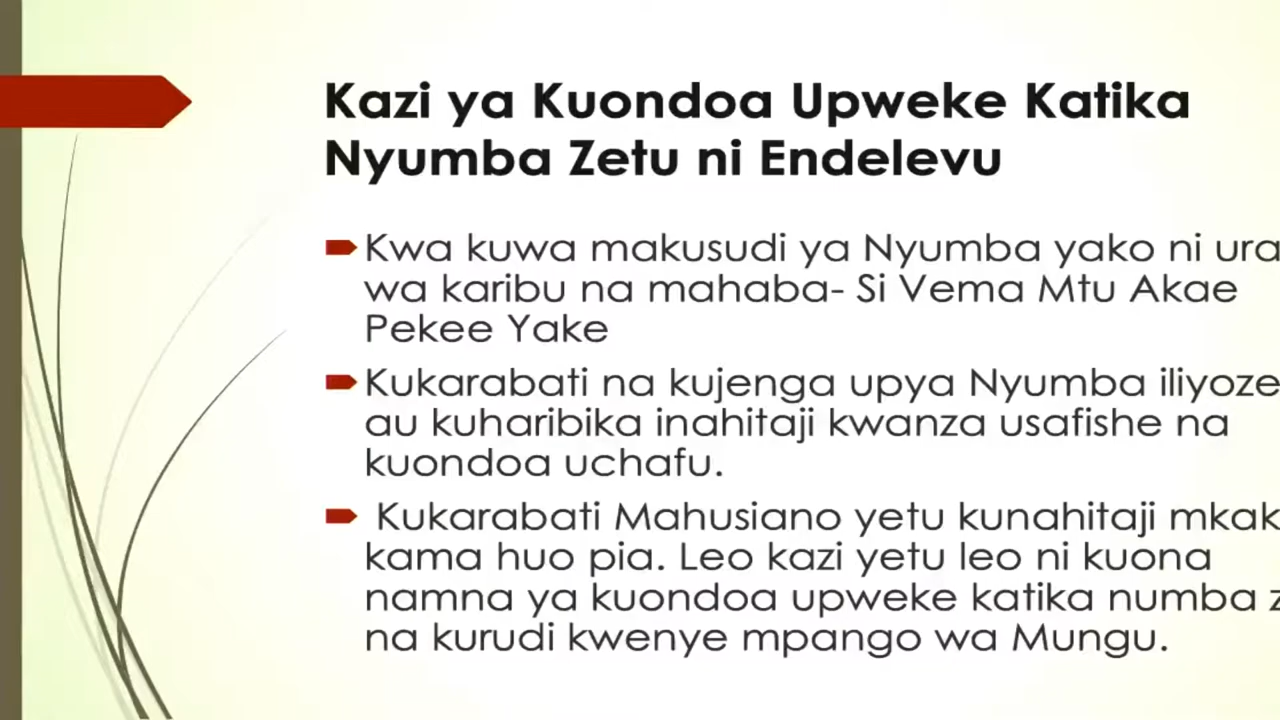 Kazi ya Kuondoa Upweke Katika
Nyumba Zetu ni Endelevu
Kwa kuwa makusudi ya Nyumba yako ni
wa karibu na mahaba- Si Vema Mtu Akae
Pekee Yake
Kukarabati na kujenga upya Nyumba
au kuharibika inahitaji kwanza usafishe na
kuondoa uchafu.
Kukarabati Mahusiano yetu kunahitaji
kama huo pia. Leo kazi yetu leo ni kuona
namna ya kuondoa upweke katika numba
na kurudi kwenye mpango wa Mungu.